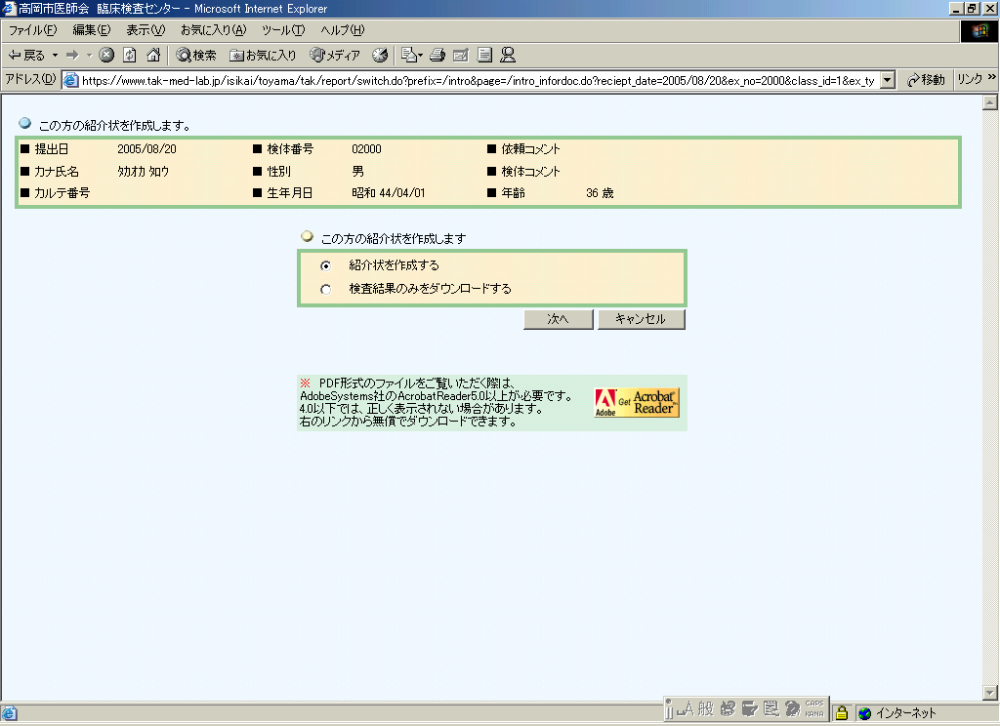 高岡市医師会 臨床検査センター - Microsoft Internet Explorer
ファイル(F) 編集(E) 表示(V) お気に入り(A) ツール(T) ヘルプ(H)
戻る 検索 お気に入り メディア
アドレス(D) https://www.tak-med-lab.jp/isikai/toyama/tak/report/switch.do?prefix=/intro&page=/intro_infordoc.do?reciept_date=2005/08/20&ex_no=2000&class_id=1&ex_ty 移動 リンク »
この方の紹介状を作成します。
■ 提出日 2005/08/20 ■ 検体番号 02000 ■ 依頼コメント
■ カナ氏名 ﾀｶｵｶ ﾀﾛｳ ■ 性別 男 ■ 検体コメント
■ カルテ番号 ■ 生年月日 昭和 44/04/01 ■ 年齢 36 歳
この方の紹介状を作成します
紹介状を作成する
検査結果のみをダウンロードする
次へ キャンセル
※ PDF形式のファイルをご覧いただく際は、
AdobeSystems社のAcrobatReader5.0以上が必要です。
4.0以下では、正しく表示されない場合があります。
右のリンクから無償でダウンロードできます。
Get Acrobat Reader
Adobe
A 般 CAPS KANA
インターネット